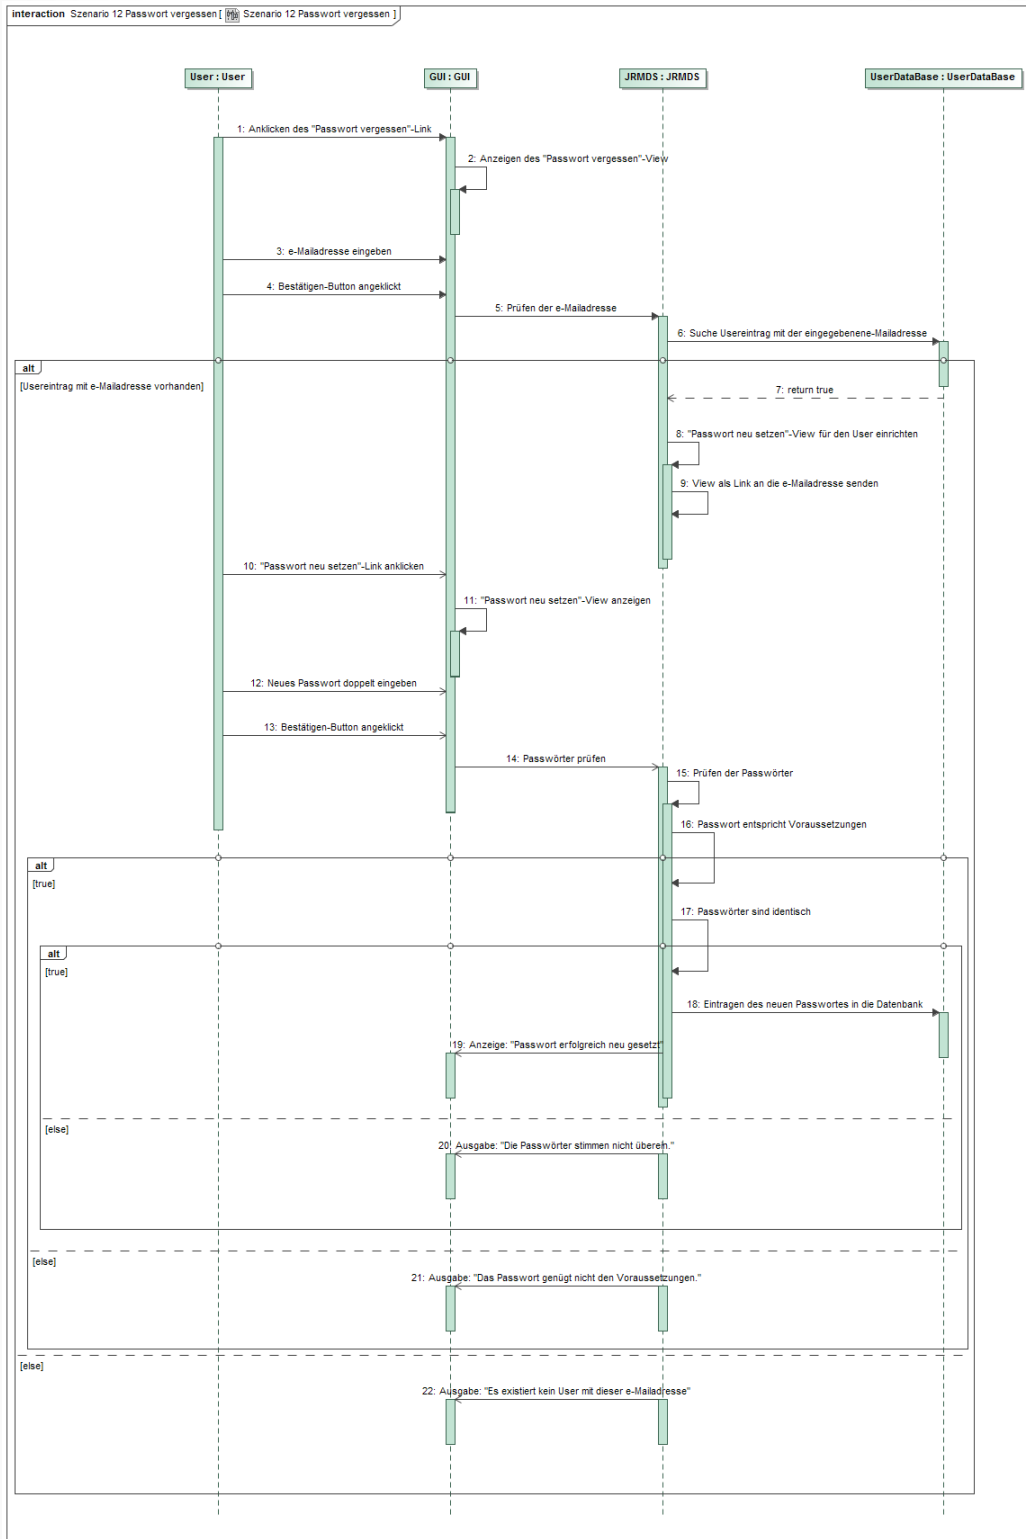 interaction Szenario 12 Passwort vergessen [ Szenario 12 Passwort vergessen ]
User : User
GUI : GUI
JRMDS : JRMDS
UserDataBase : UserDataBase
1: Anklicken des "Passwort vergessen"-Link
2: Anzeigen des "Passwort vergessen"-View
3: e-Mailadresse eingeben
4: Bestätigen-Button angeklickt
5: Prüfen der e-Mailadresse
6: Suche Usereintrag mit der eingegebenene-Mailadresse
alt
[Usereintrag mit e-Mailadresse vorhanden]
7: return true
8: "Passwort neu setzen"-View für den User einrichten
9: View als Link an die e-Mailadresse senden
10: "Passwort neu setzen"-Link anklicken
11: "Passwort neu setzen"-View anzeigen
12: Neues Passwort doppelt eingeben
13: Bestätigen-Button angeklickt
14: Passwörter prüfen
15: Prüfen der Passwörter
16: Passwort entspricht Voraussetzungen
alt
[true]
17: Passwörter sind identisch
alt
[true]
18: Eintragen des neuen Passwortes in die Datenbank
19: Anzeige: "Passwort erfolgreich neu gesetzt"
[else]
20: Ausgabe: "Die Passwörter stimmen nicht überein."
[else]
21: Ausgabe: "Das Passwort genügt nicht den Voraussetzungen."
[else]
22: Ausgabe: "Es existiert kein User mit dieser e-Mailadresse"